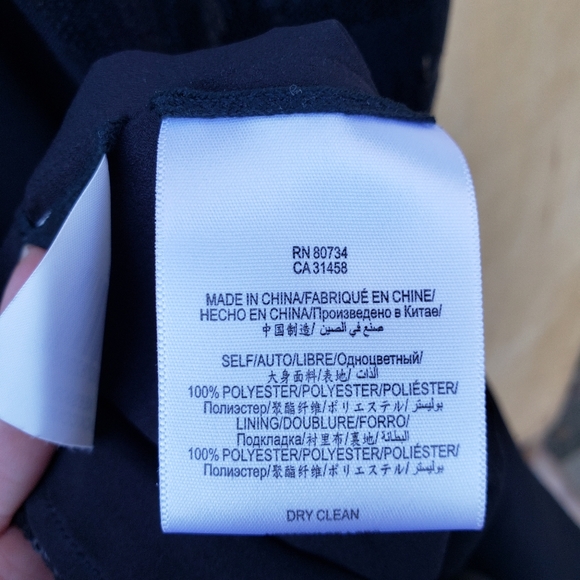 RN 80734
CA 31458
MADE IN CHINA/FABRIQUÉ EN CHINE/
HECHO EN CHINA/Произведено в Китае/
中国制造/ صنع في الصين/
SELF/AUTO/LIBRE/Одноцветный/
大身面料/表地/ الذات/
100% POLYESTER/POLYESTER/POLIÉSTER/
Полиэстер/聚酯纤维/ポリエステル/ بوليستر/
LINING/DOUBLURE/FORRO/
Подкладка/衬里布/裏地/ البطانة/
100% POLYESTER/POLYESTER/POLIÉSTER/
Полиэстер/聚酯纤维/ポリエステル/ بوليستر/
DRY CLEAN